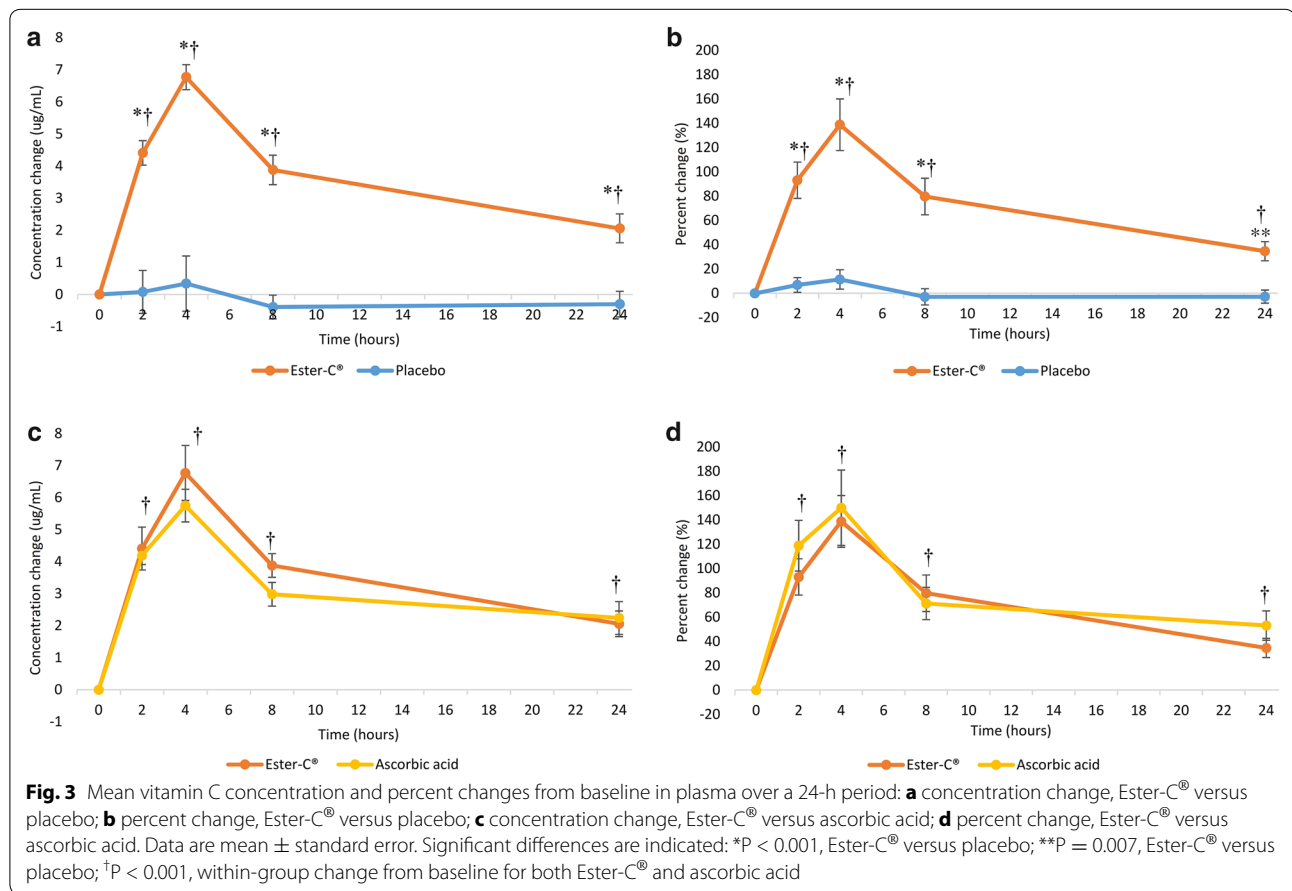 a
8
7
6
5
4
3
2
1
0
-1
Concentration change (ug/mL)
*†
*†
*†
*†
0 2 4 6 8 10 12 14 16 18 20 22 24
Time (hours)
Ester-C® Placebo
b
200
180
160
140
120
100
80
60
40
20
0
-20
Percent change (%)
*†
*†
*†
†
**
0 2 4 6 8 10 12 14 16 18 20 22 24
Time (hours)
Ester-C® Placebo
c
8
7
6
5
4
3
2
1
0
-1
Concentration change (ug/mL)
†
†
†
†
0 2 4 6 8 10 12 14 16 18 20 22 24
Time (hours)
Ester-C® Ascorbic acid
d
200
180
160
140
120
100
80
60
40
20
0
-20
Percent change (%)
†
†
†
†
0 2 4 6 8 10 12 14 16 18 20 22 24
Time (hours)
Ester-C® Ascorbic acid
Fig. 3 Mean vitamin C concentration and percent changes from baseline in plasma over a 24-h period: a concentration change, Ester-C® versus
placebo; b percent change, Ester-C® versus placebo; c concentration change, Ester-C® versus ascorbic acid; d percent change, Ester-C® versus
ascorbic acid. Data are mean ± standard error. Significant differences are indicated: *P < 0.001, Ester-C® versus placebo; **P = 0.007, Ester-C® versus
placebo; †P < 0.001, within-group change from baseline for both Ester-C® and ascorbic acid